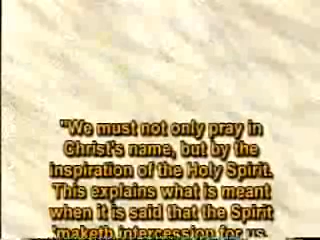 "We must not only pray in
Christ's name, but by the
inspiration of the Holy Spirit.
This explains what is meant
when it is said that the Spirit
'maketh intercession for us,